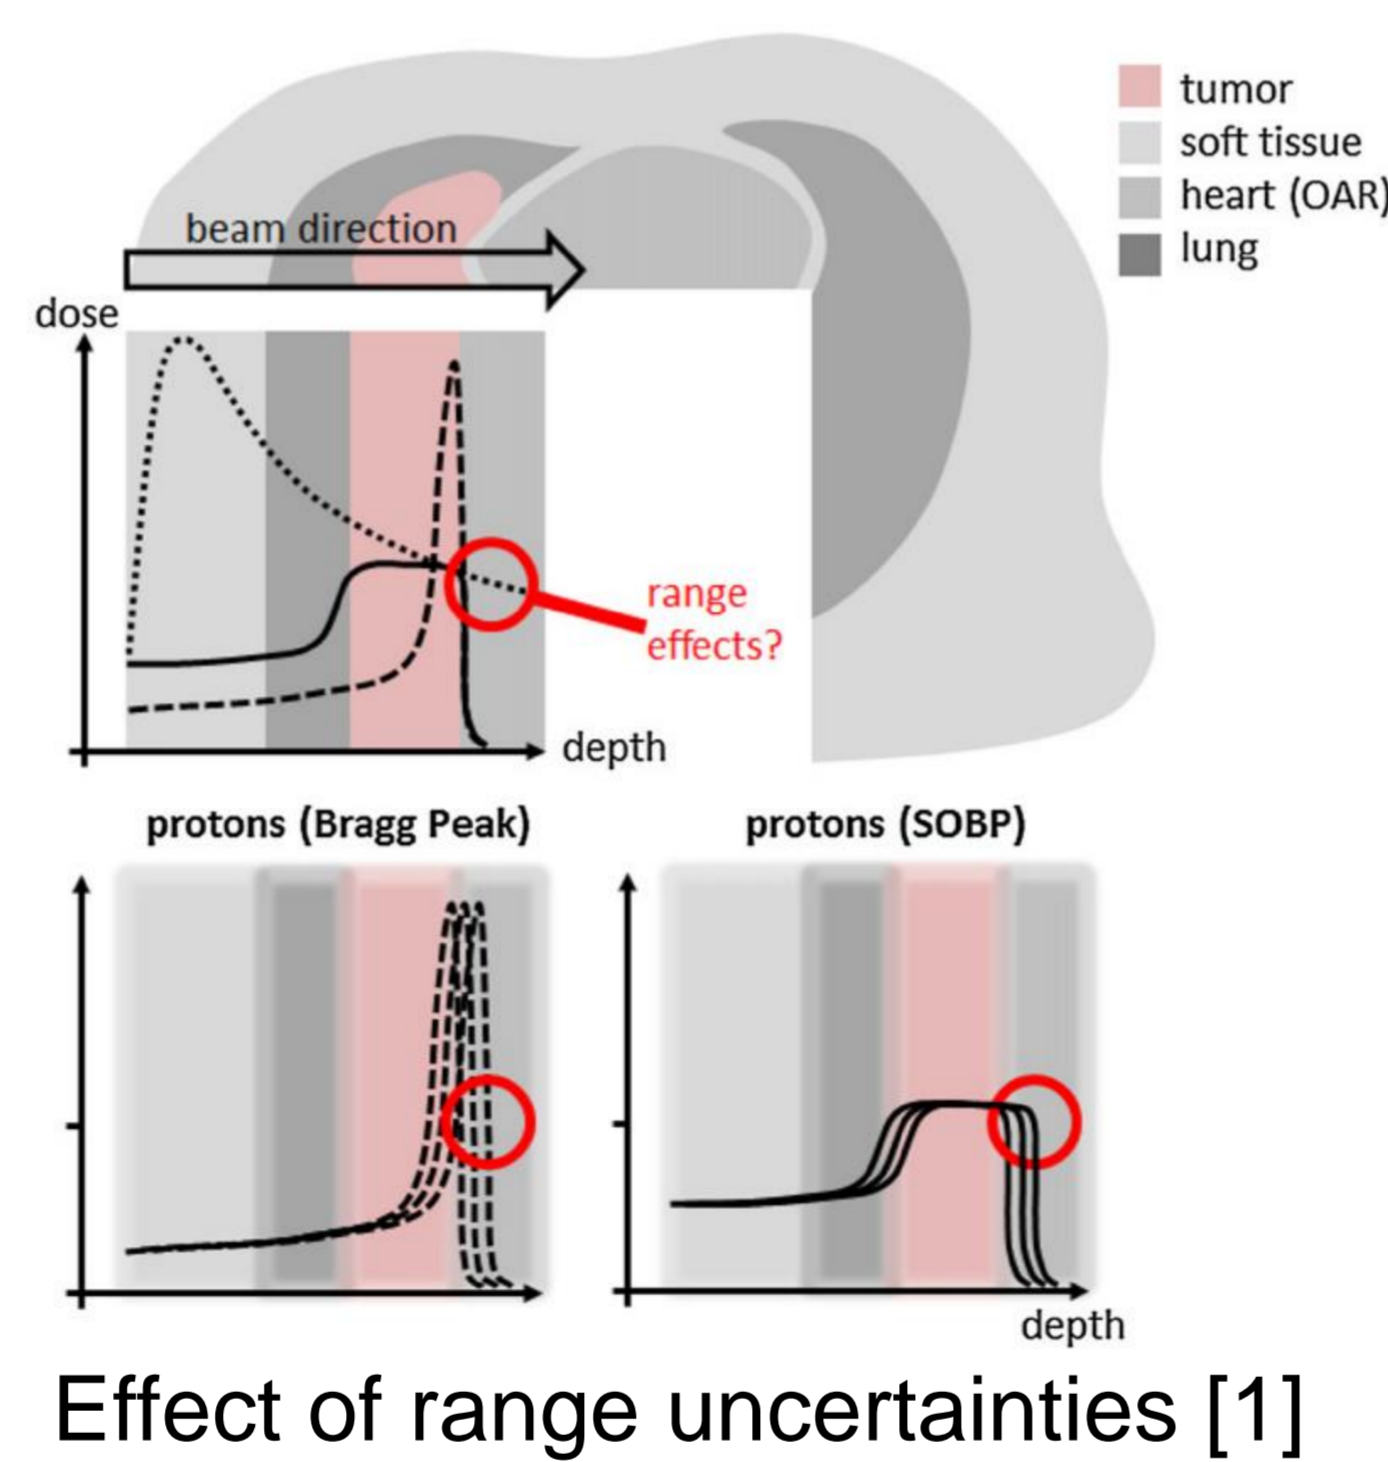 tumor
soft tissue
heart (OAR)
lung
beam direction
dose
range
effects?
depth
protons (Bragg Peak)
protons (SOBP)
depth
Effect of range uncertainties [1]